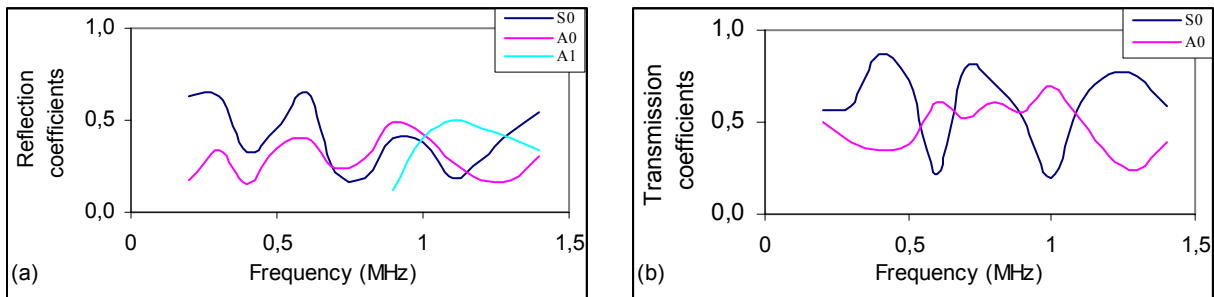 S0
A0
A1
1,0
0,5
0,0
Reflection
coefficients
0
0,5
1
1,5
Frequency (MHz)
(a)
S0
A0
1,0
0,5
0,0
Transmission
coefficients
0
0,5
1
1,5
Frequency (MHz)
(b)